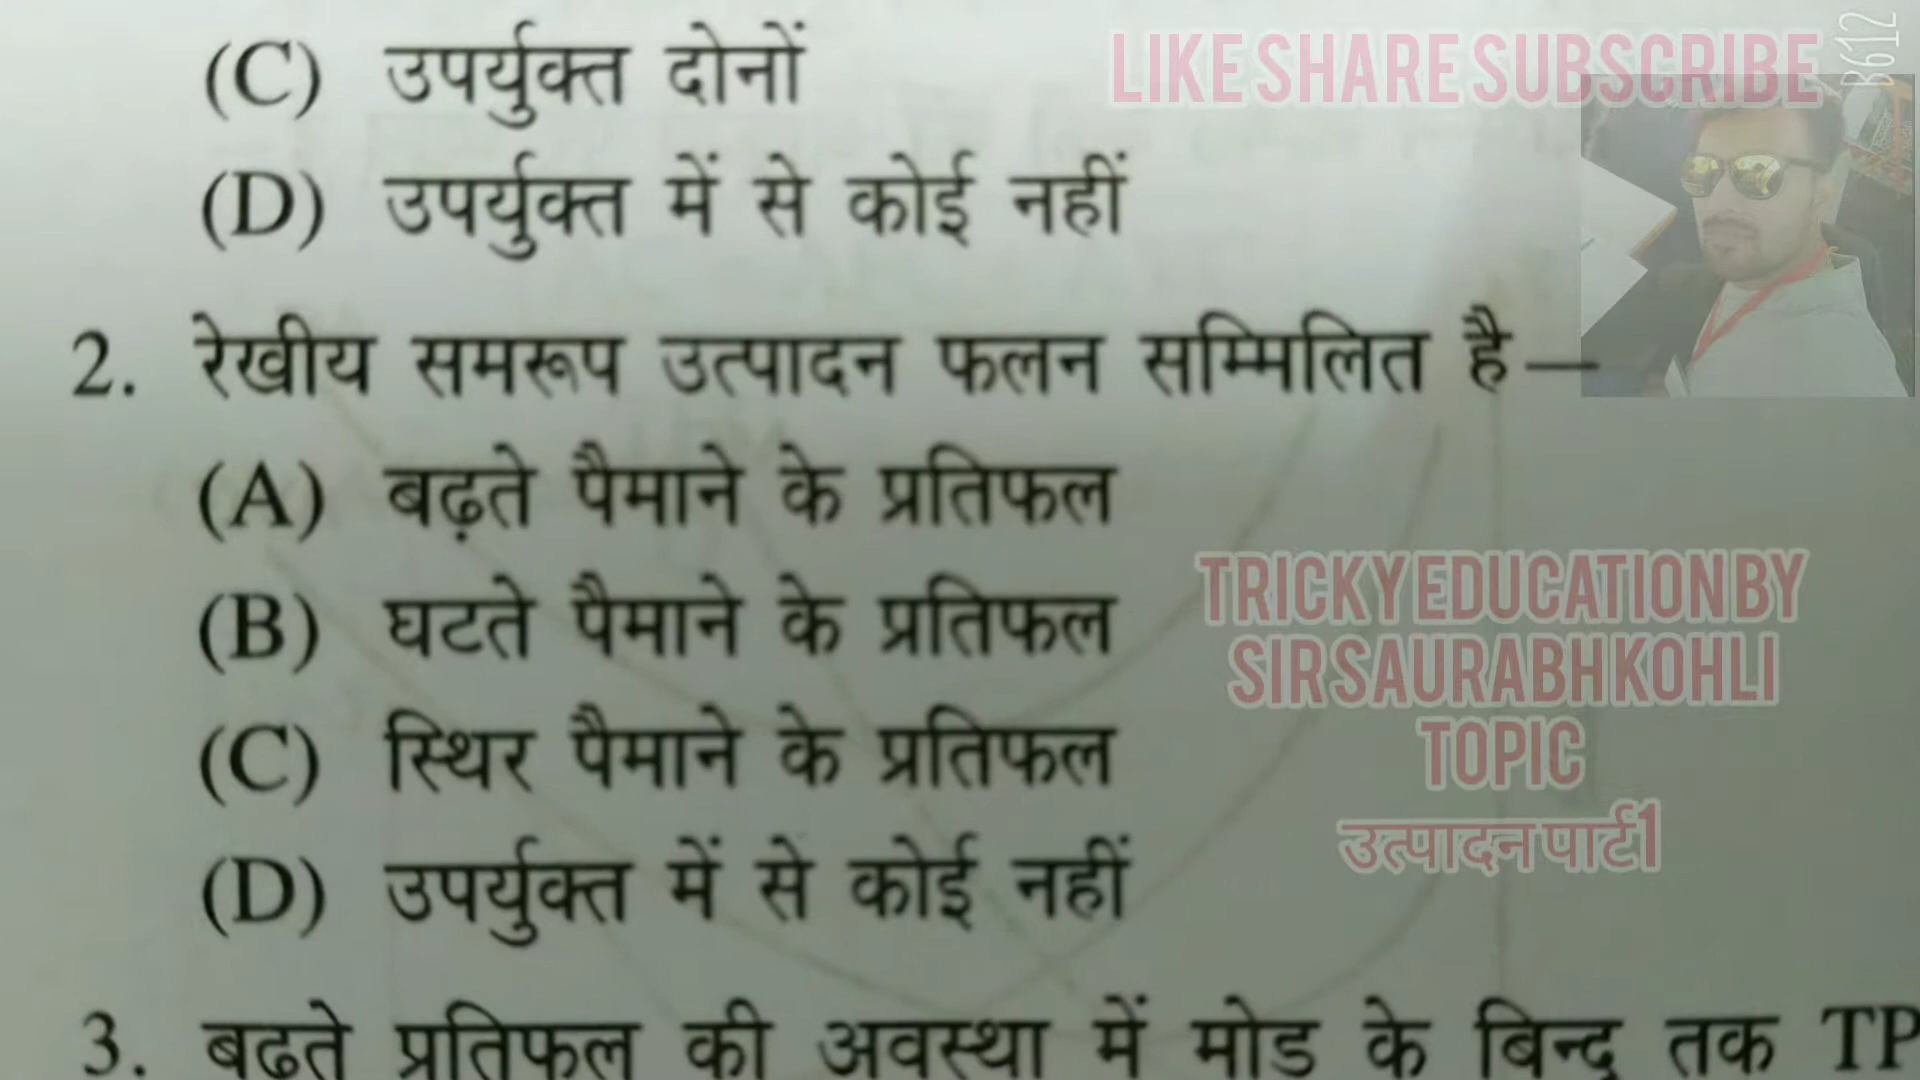 (C) उपर्युक्त दोनों
LIKE SHARE SUBSCRIBE
B612
(D) उपर्युक्त में से कोई नहीं
2. रेखीय समरूप उत्पादन फलन सम्मिलित है—
(A) बढ़ते पैमाने के प्रतिफल
(B) घटते पैमाने के प्रतिफल
(C) स्थिर पैमाने के प्रतिफल
(D) उपर्युक्त में से कोई नहीं
TRICKY EDUCATION BY
SIR SAURABH KOHLI
TOPIC
उत्पादन पार्ट1
3. बढ़ते प्रतिफल की अवस्था में मोड के बिन्दु तक TP